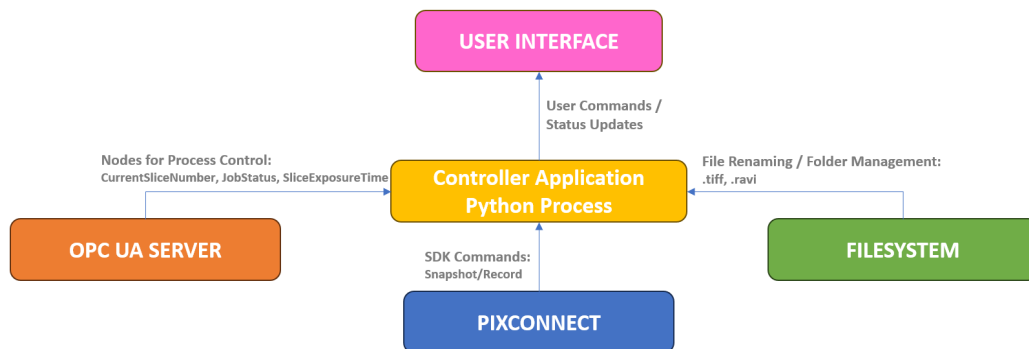 USER INTERFACE
User Commands /
Status Updates
Nodes for Process Control:
CurrentSliceNumber, JobStatus, SliceExposureTime
File Renaming / Folder Management:
.tiff, .ravi
Controller Application
Python Process
OPC UA SERVER
SDK Commands:
Snapshot/Record
FILESYSTEM
PIXCONNECT